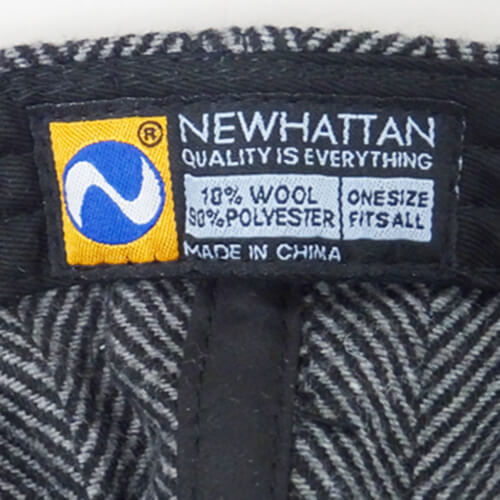 ® NEWHATTAN
QUALITY IS EVERYTHING
10% WOOL
90% POLYESTER
ONE SIZE
FITS ALL
MADE IN CHINA